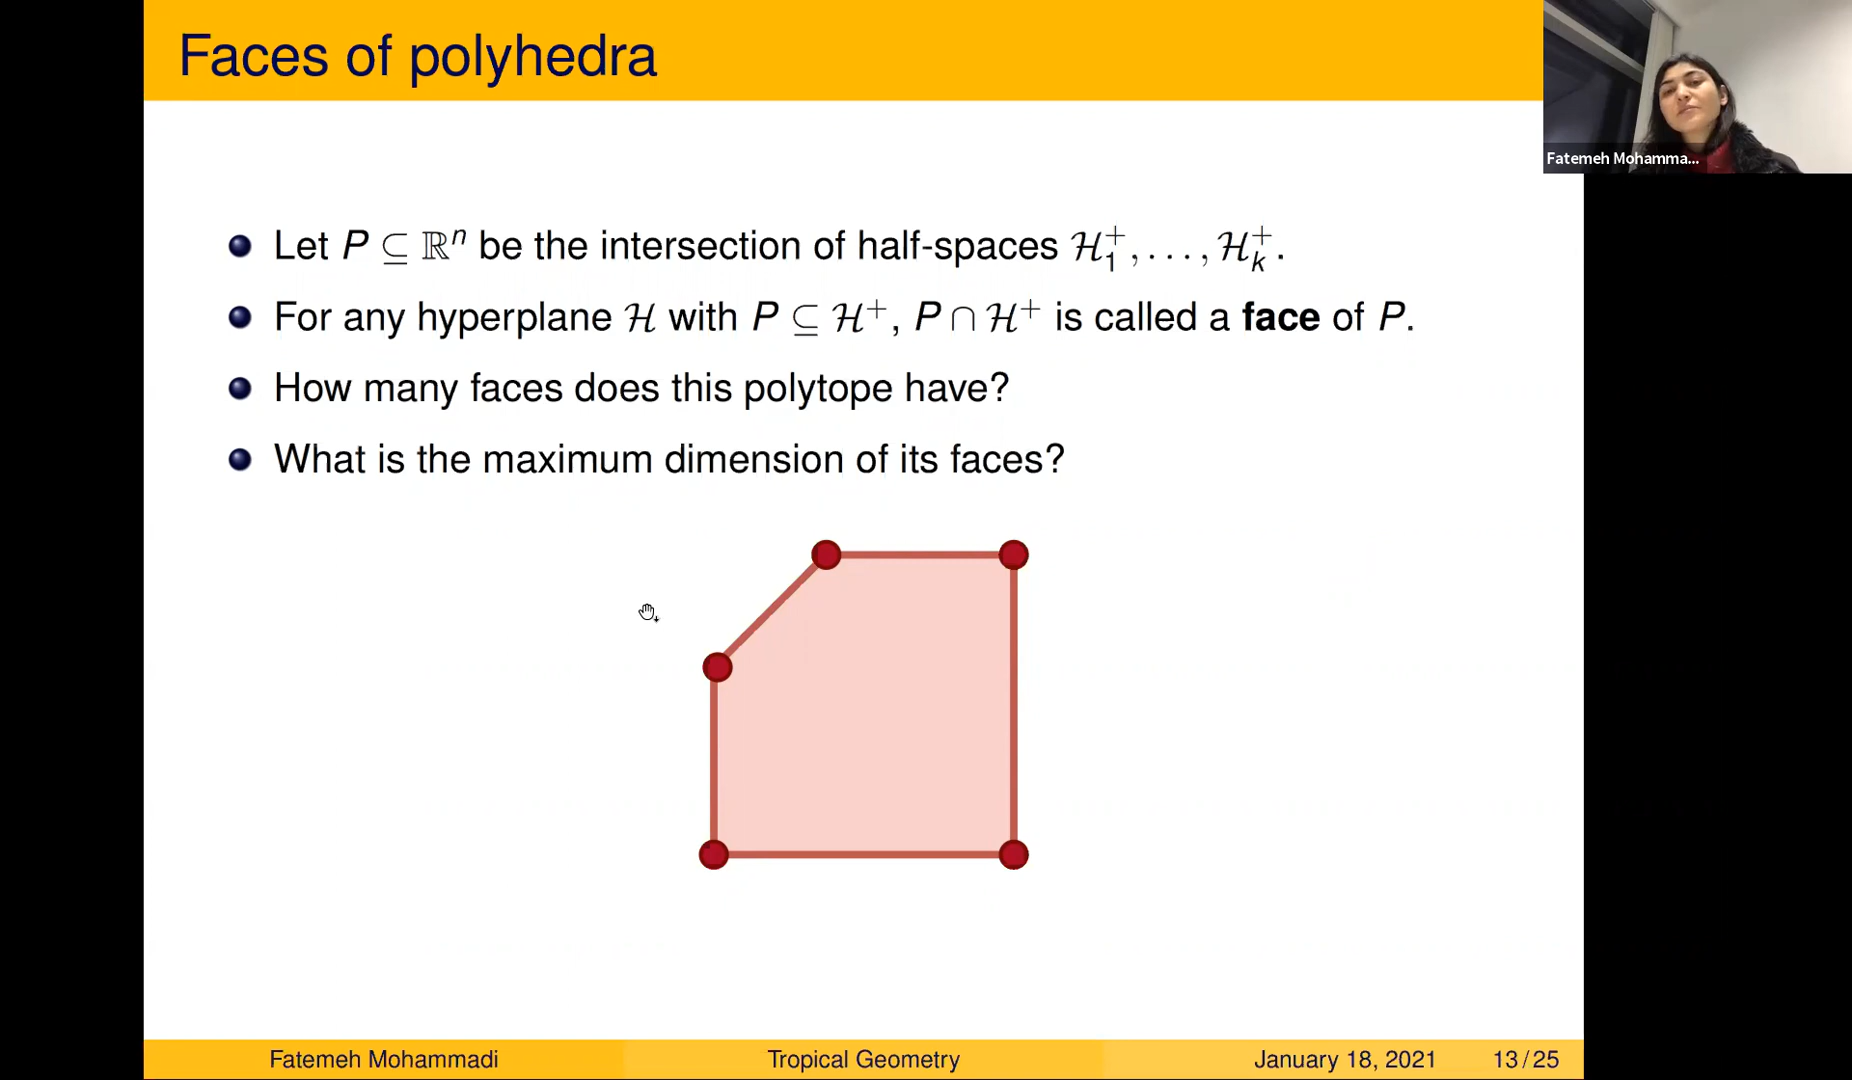 Faces of polyhedra
Fatemeh Mohamma...
Let P ⊆ ℝⁿ be the intersection of half-spaces ℋ₁⁺, . . . , ℋₖ⁺.
For any hyperplane ℋ with P ⊆ ℋ⁺, P ∩ ℋ⁺ is called a face of P.
How many faces does this polytope have?
What is the maximum dimension of its faces?
Fatemeh Mohammadi Tropical Geometry January 18, 2021 13/25